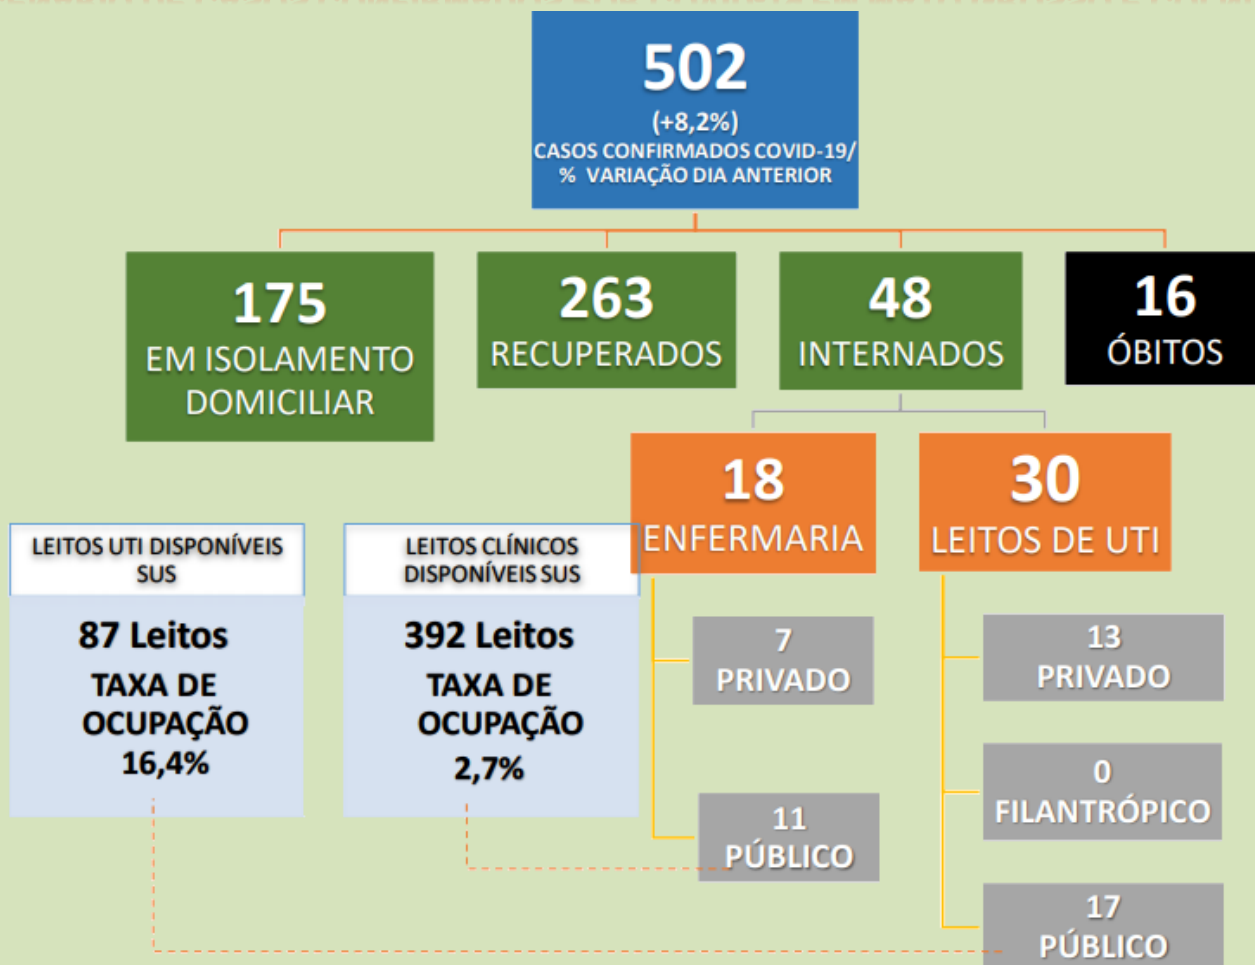 502
(+8,2%)
CASOS CONFIRMADOS COVID-19/
% VARIAÇÃO DIA ANTERIOR
175
EM ISOLAMENTO
DOMICILIAR
263
RECUPERADOS
48
INTERNADOS
16
ÓBITOS
18
ENFERMARIA
30
LEITOS DE UTI
LEITOS UTI DISPONÍVEIS
SUS
87 Leitos
TAXA DE
OCUPAÇÃO
16,4%
LEITOS CLÍNICOS
DISPONÍVEIS SUS
392 Leitos
TAXA DE
OCUPAÇÃO
2,7%
7
PRIVADO
11
PÚBLICO
13
PRIVADO
0
FILANTRÓPICO
17
PÚBLICO